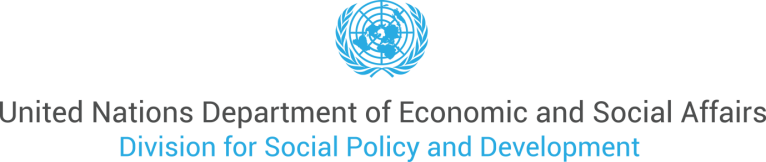 United Nations Department of Economic and Social Affairs
Division for Social Policy and Development